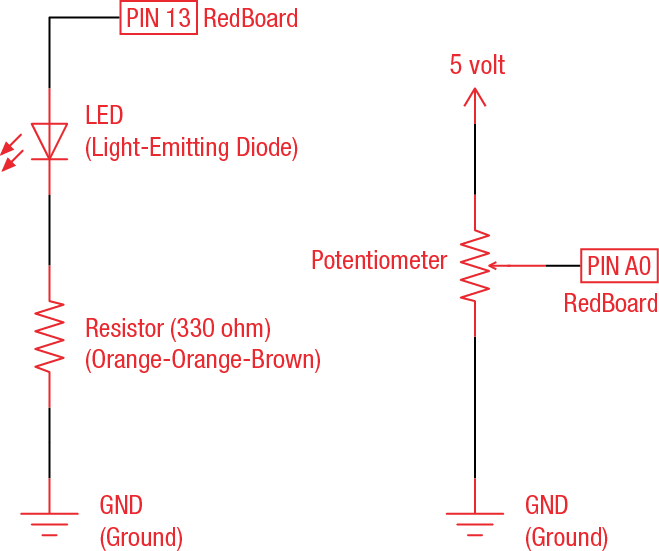 PIN 13 RedBoard
LED
(Light-Emitting Diode)
Resistor (330 ohm)
(Orange-Orange-Brown)
GND
(Ground)
5 volt
Potentiometer
PIN A0
RedBoard
GND
(Ground)